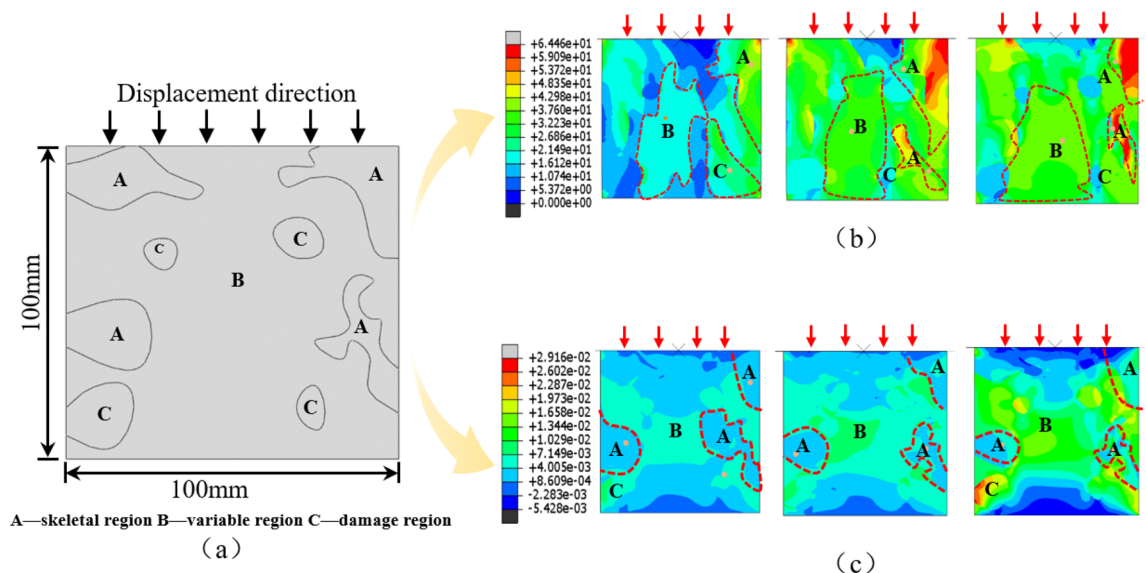 (a)
Displacement direction
A
A
C
C
B
A
A
C
C
100mm
100mm
A—skeletal region B—variable region C—damage region
(b)
+6.446e+01
+5.909e+01
+5.372e+01
+4.835e+01
+4.298e+01
+3.760e+01
+3.223e+01
+2.686e+01
+2.149e+01
+1.612e+01
+1.074e+01
+5.372e+00
+0.000e+00
A
B
C
A
B
A
C
A
A
B
C
(c)
+2.916e-02
+2.602e-02
+2.287e-02
+1.973e-02
+1.658e-02
+1.344e-02
+1.029e-02
+7.149e-03
+4.005e-03
+8.609e-04
-2.283e-03
-5.428e-03
A
B
A
A
C
A
B
A
A
A
B
A
A
C